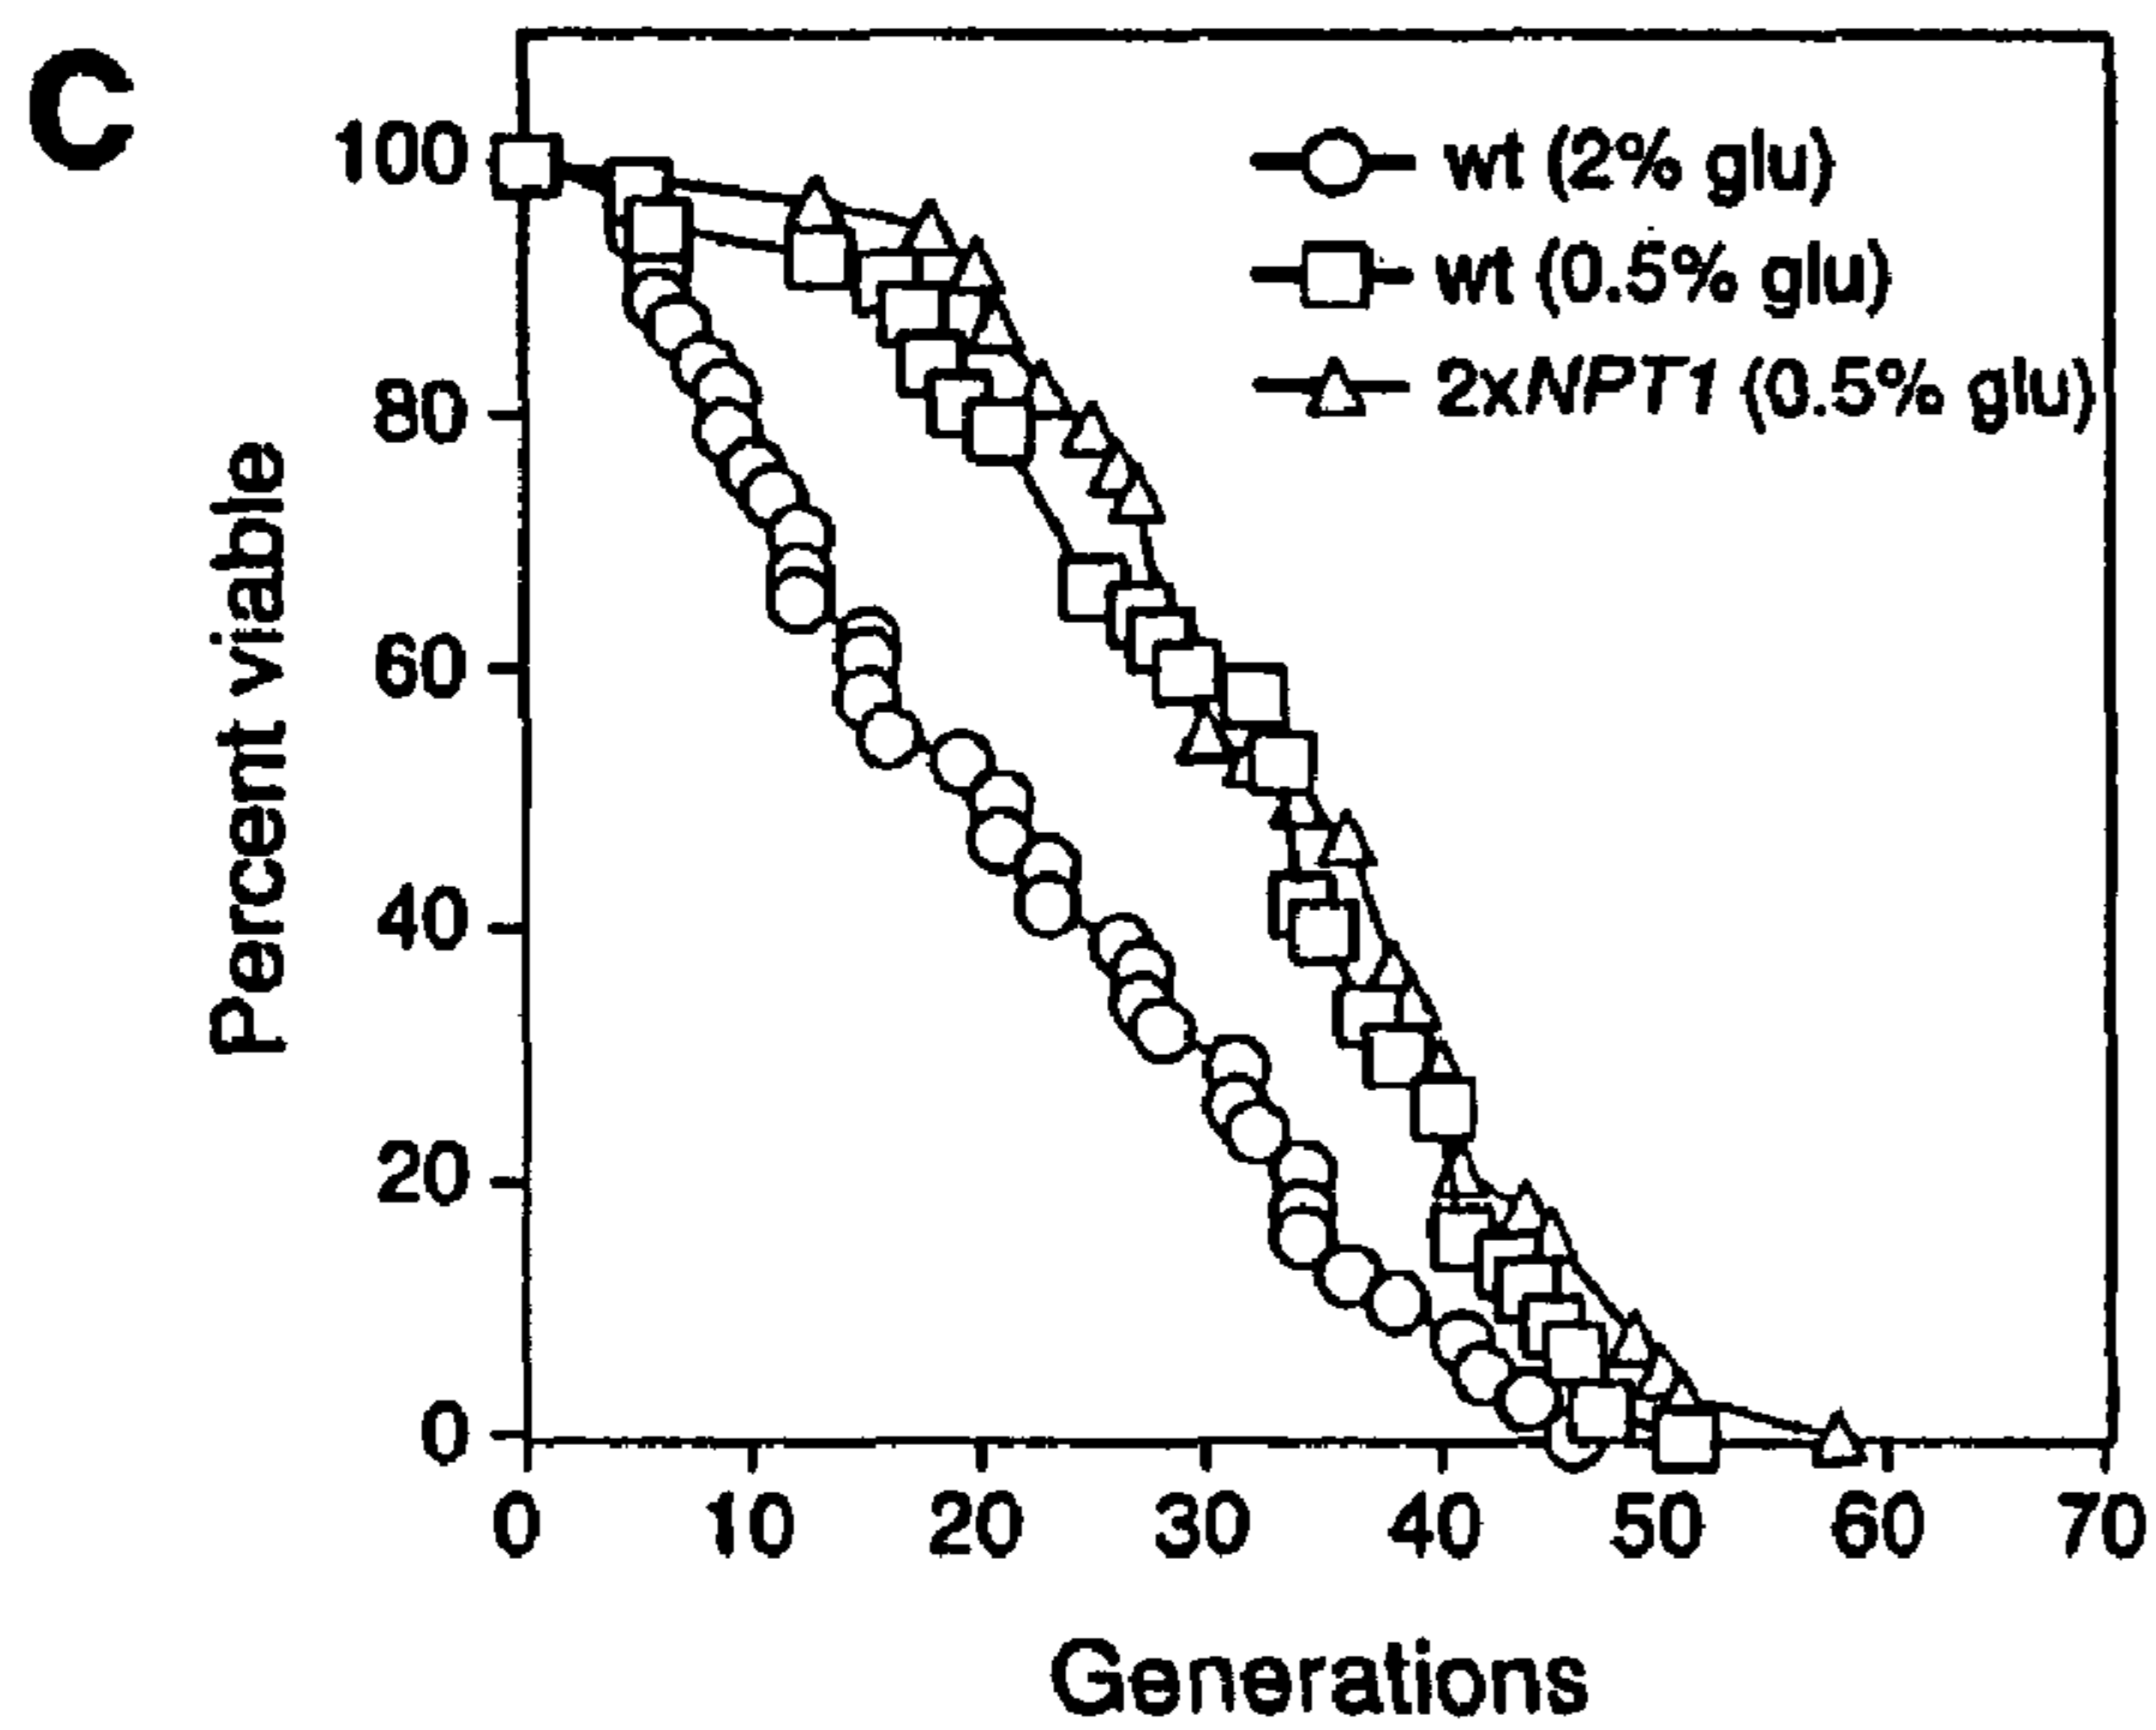 C
100
80
60
40
20
0
Percent viable
wt (2% glu)
wt (0.5% glu)
2xNPT1 (0.5% glu)
0 10 20 30 40 50 60 70
Generations